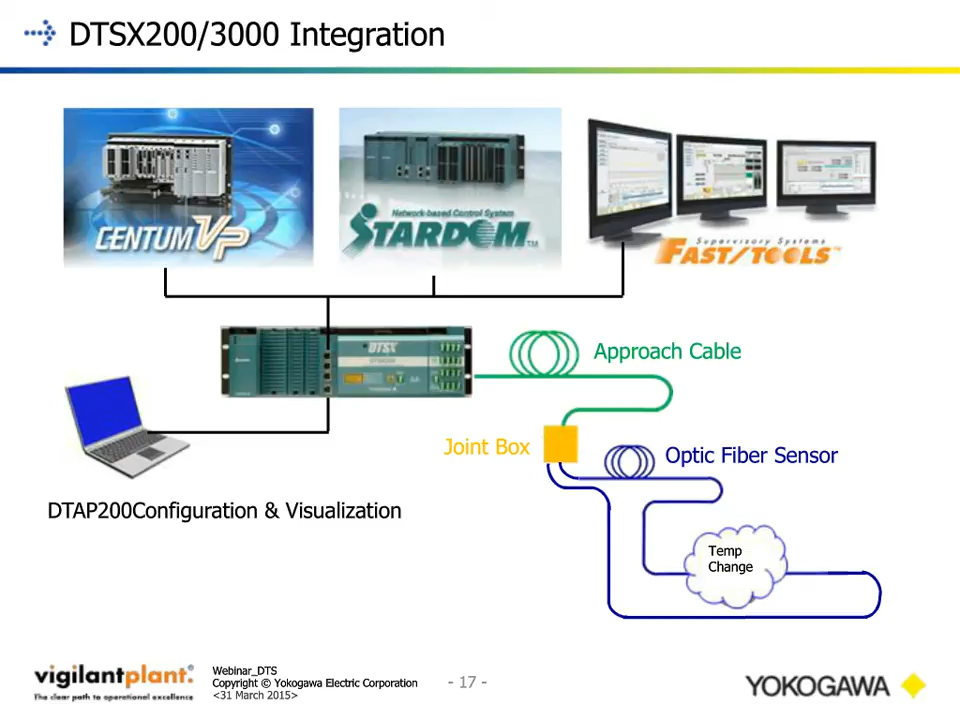 DTSX200/3000 Integration
CENTUM VP
Network-based Control System
STARDOM TM
Supervisory Systems
FAST/TOOLS
DTSX
Approach Cable
Joint Box
Optic Fiber Sensor
DTAP200Configuration & Visualization
Temp
Change
vigilantplant.®
The clear path to operational excellence
Webinar_DTS
Copyright © Yokogawa Electric Corporation
<31 March 2015>
- 17 -
YOKOGAWA